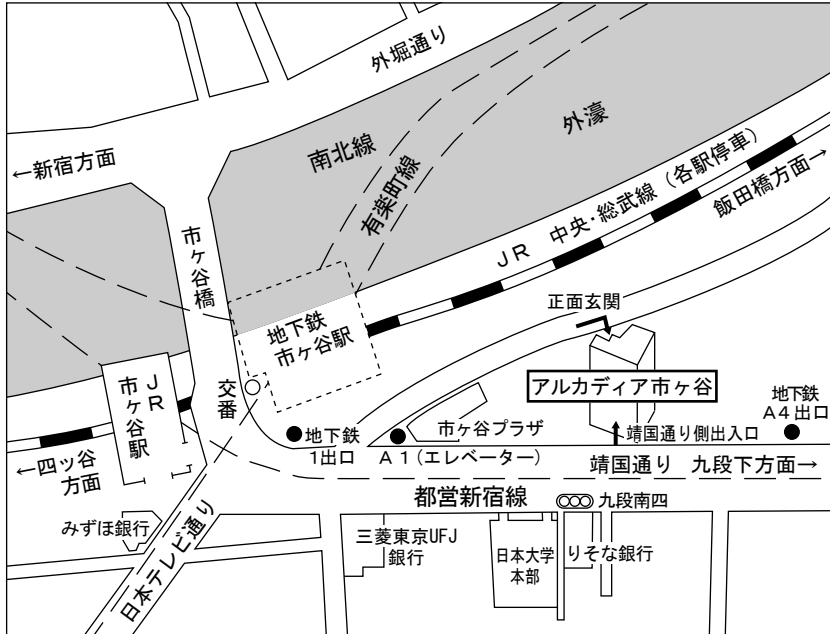 外堀通り
外濠
南北線
←新宿方面
有楽町線
JR 中央・総武線(各駅停車)
飯田橋方面→
市ヶ谷橋
正面玄関
地下鉄
市ヶ谷駅
アルカディア市ヶ谷
JR
市ヶ谷駅
交番
地下鉄
A4出口
市ヶ谷プラザ
地下鉄
1出口
A1(エレベーター)
靖国通り側出入口
←四ッ谷
方面
靖国通り 九段下方面→
都営新宿線
九段南四
みずほ銀行
三菱東京UFJ
銀行
日本大学
本部
りそな銀行
日本テレビ通り